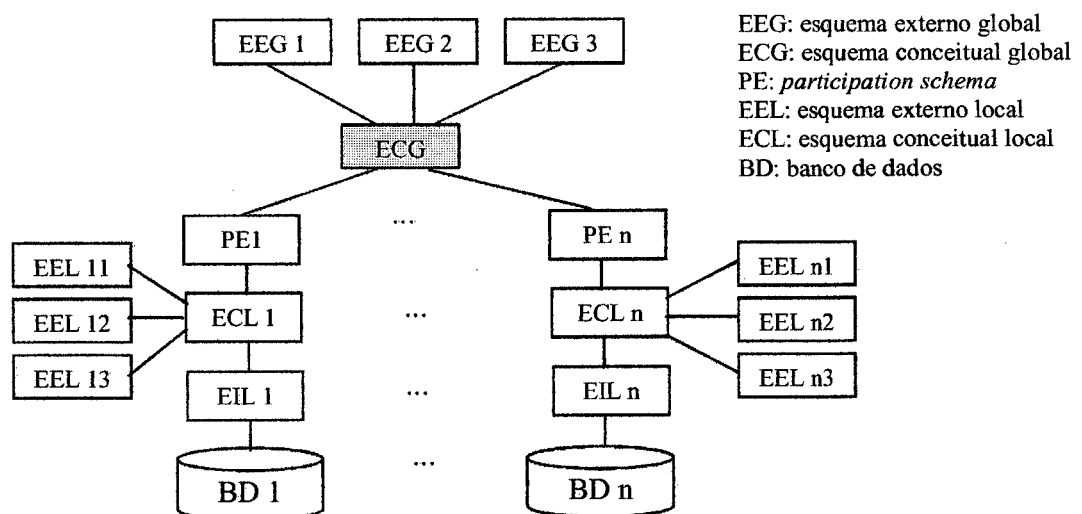 EEG 1 EEG 2 EEG 3
EEG: esquema externo global
ECG: esquema conceitual global
PE: participation schema
EEL: esquema externo local
ECL: esquema conceitual local
BD: banco de dados
ECG
PE1 ... PE n
EEL 11 EEL n1
EEL 12 ECL 1 ... ECL n EEL n2
EEL 13 EEL n3
EIL 1 ... EIL n
BD 1 ... BD n